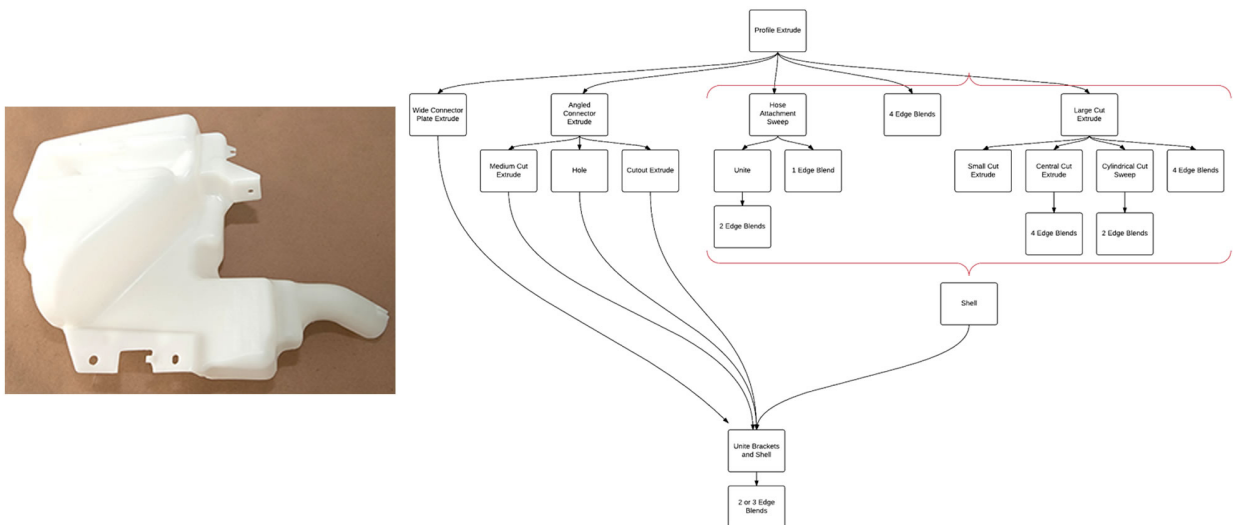 Profile Extrude
Wide Connector
Plate Extrude
Angled
Connector
Extrude
Hose
Attachment
Sweep
4 Edge Blends
Large Cut
Extrude
Medium Cut
Extrude
Hole
Cutout Extrude
Unite
1 Edge Blend
Small Cut
Extrude
Central Cut
Extrude
Cylindrical Cut
Sweep
4 Edge Blends
2 Edge Blends
4 Edge Blends
2 Edge Blends
Shell
Unite Brackets
and Shell
2 or 3 Edge
Blends